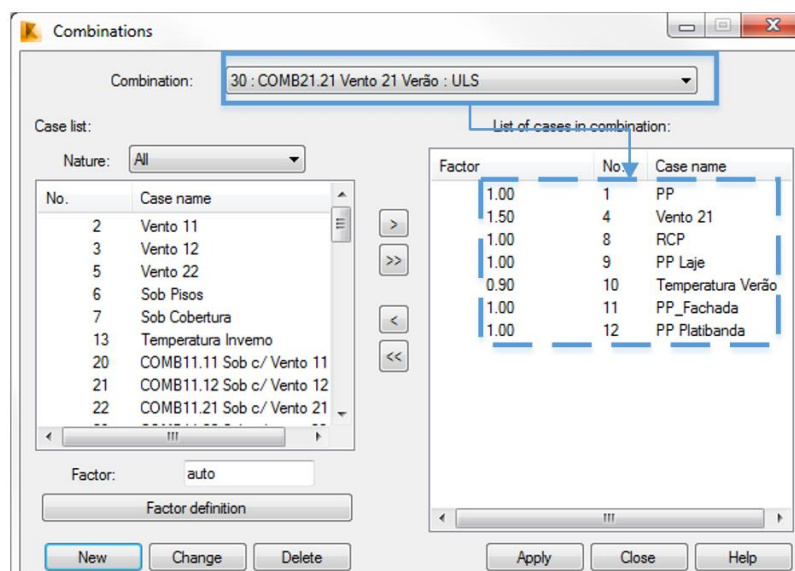 Combinations
Combination: 30 : COMB21.21 Vento 21 Verão : ULS
Case list:
Nature: All
No. Case name
2 Vento 11
3 Vento 12
5 Vento 22
6 Sob Pisos
7 Sob Cobertura
13 Temperatura Inverno
20 COMB11.11 Sob c/ Vento 11
21 COMB11.12 Sob c/ Vento 12
22 COMB11.21 Sob c/ Vento 21
>
>>
<
<<
Factor: auto
Factor definition
New Change Delete
List of cases in combination:
Factor No. Case name
1.00 1 PP
1.50 4 Vento 21
1.00 8 RCP
1.00 9 PP Laje
0.90 10 Temperatura Verão
1.00 11 PP_Fachada
1.00 12 PP Platibanda
Apply Close Help